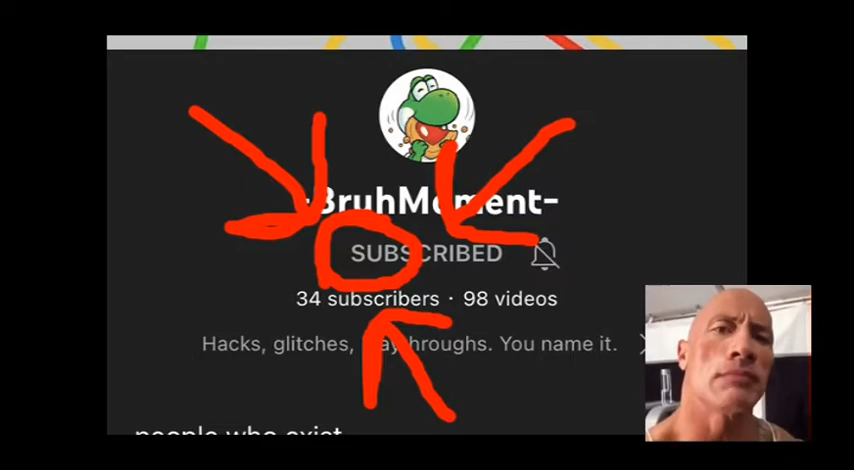 -BruhMoment-
SUBSCRIBED
34 subscribers · 98 videos
Hacks, glitches, playthroughs. You name it.
people who exist